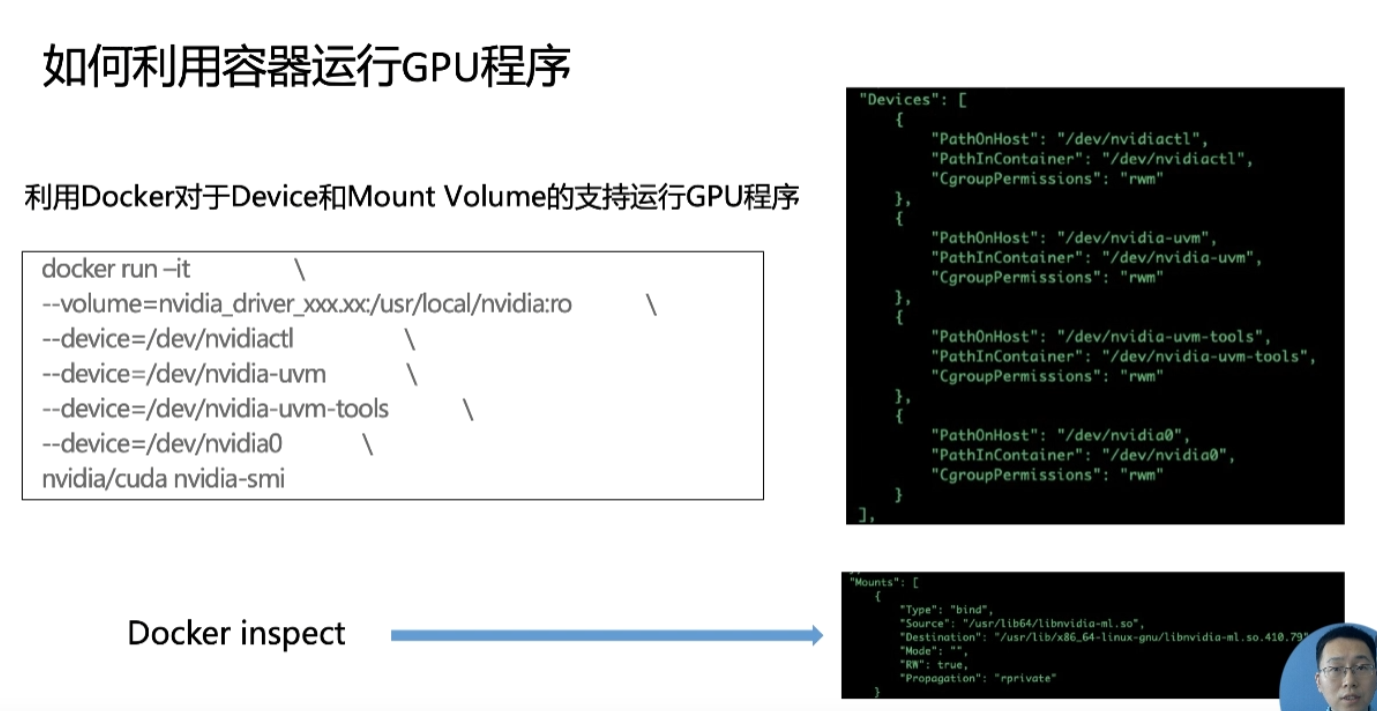 如何利用容器运行GPU程序
利用Docker对于Device和Mount Volume的支持运行GPU程序
docker run –it \
--volume=nvidia_driver_xxx.xx:/usr/local/nvidia:ro \
--device=/dev/nvidiactl \
--device=/dev/nvidia-uvm \
--device=/dev/nvidia-uvm-tools \
--device=/dev/nvidia0 \
nvidia/cuda nvidia-smi
Docker inspect
"Devices": [
{
"PathOnHost": "/dev/nvidiactl",
"PathInContainer": "/dev/nvidiactl",
"CgroupPermissions": "rwm"
},
{
"PathOnHost": "/dev/nvidia-uvm",
"PathInContainer": "/dev/nvidia-uvm",
"CgroupPermissions": "rwm"
},
{
"PathOnHost": "/dev/nvidia-uvm-tools",
"PathInContainer": "/dev/nvidia-uvm-tools",
"CgroupPermissions": "rwm"
},
{
"PathOnHost": "/dev/nvidia0",
"PathInContainer": "/dev/nvidia0",
"CgroupPermissions": "rwm"
}
],
"Mounts": [
{
"Type": "bind",
"Source": "/usr/lib64/libnvidia-ml.so",
"Destination": "/usr/lib/x86_64-linux-gnu/libnvidia-ml.so.410.79"
"Mode": "",
"RW": true,
"Propagation": "rprivate"
}